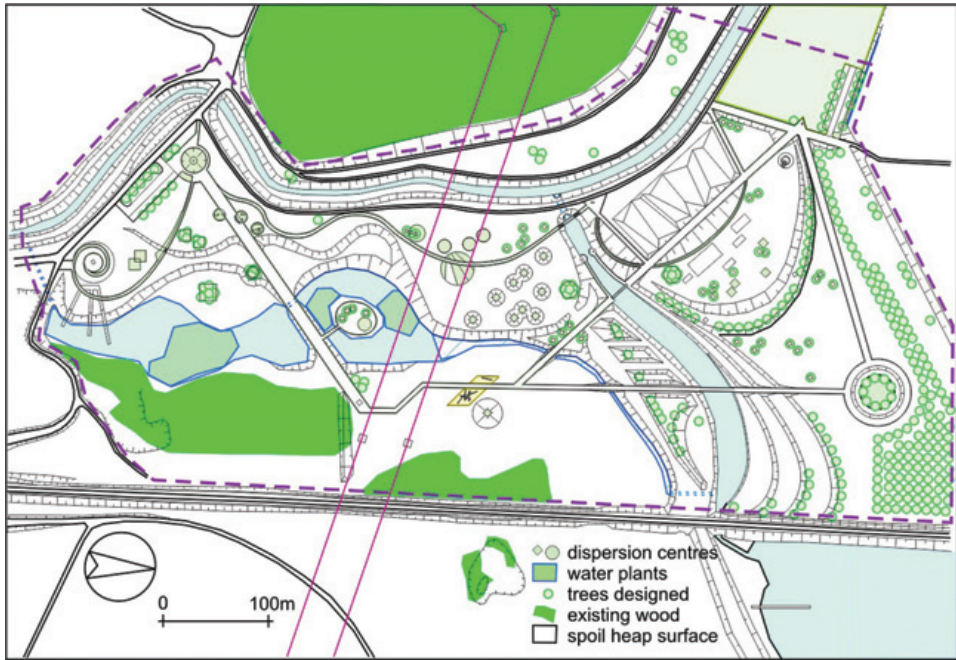 dispersion centres
water plants
trees designed
existing wood
spoil heap surface
0 100m